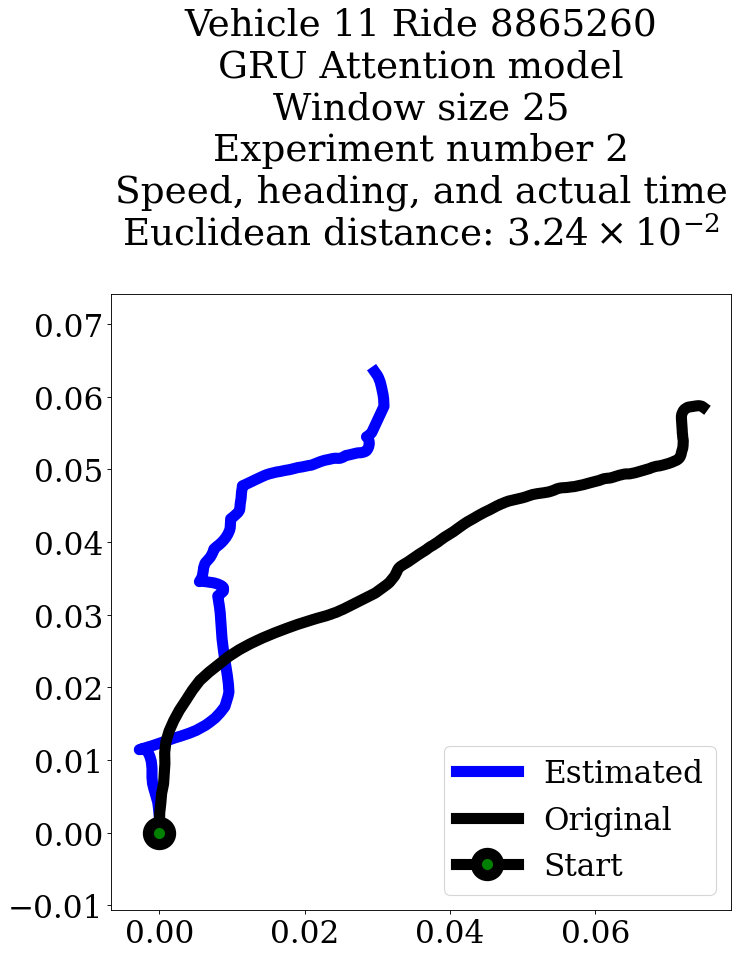 Vehicle 11 Ride 8865260
GRU Attention model
Window size 25
Experiment number 2
Speed, heading, and actual time
Euclidean distance: 3.24 × 10⁻²
0.07
0.06
0.05
0.04
0.03
0.02
0.01
0.00
−0.01
0.00 0.02 0.04 0.06
Estimated
Original
Start